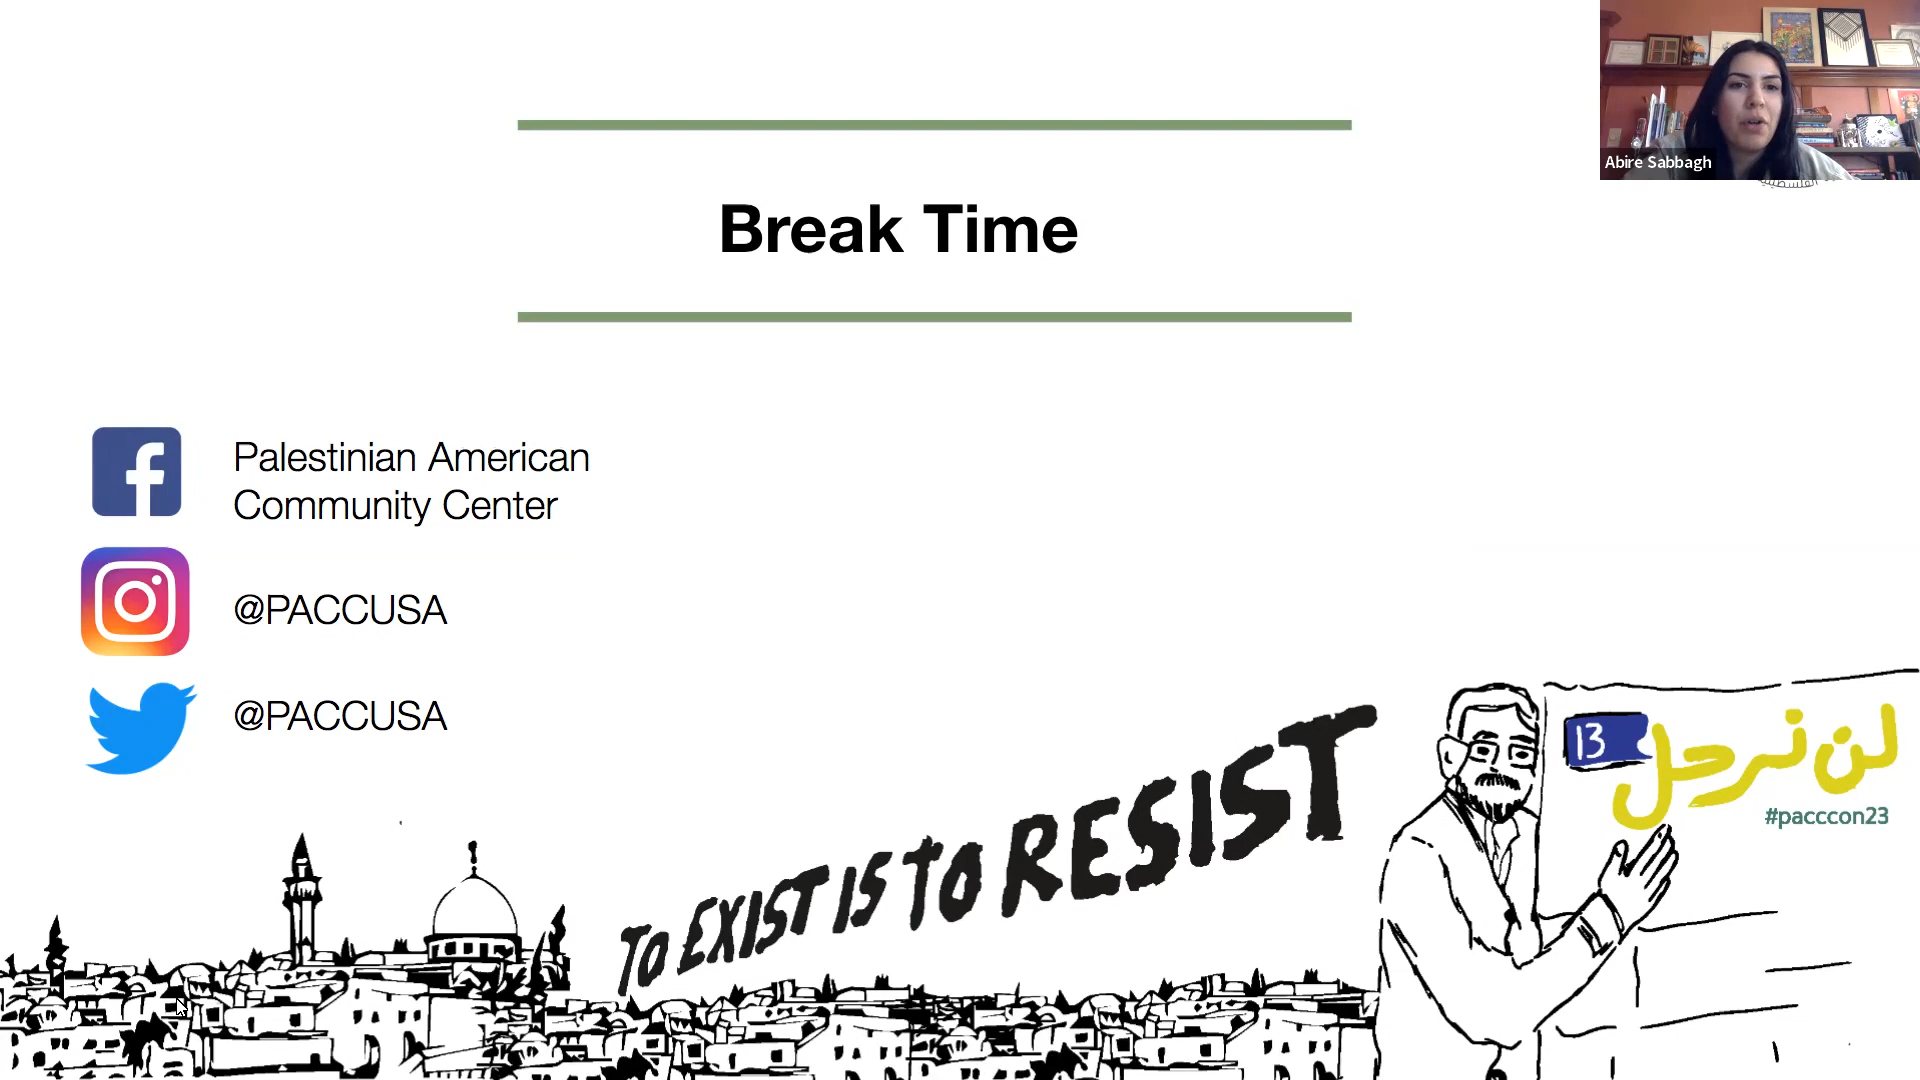 Abire Sabbagh
Break Time
Palestinian American
Community Center
@PACCUSA
@PACCUSA
TO EXIST IS TO RESIST
13
لن نرحل
#pacccon23